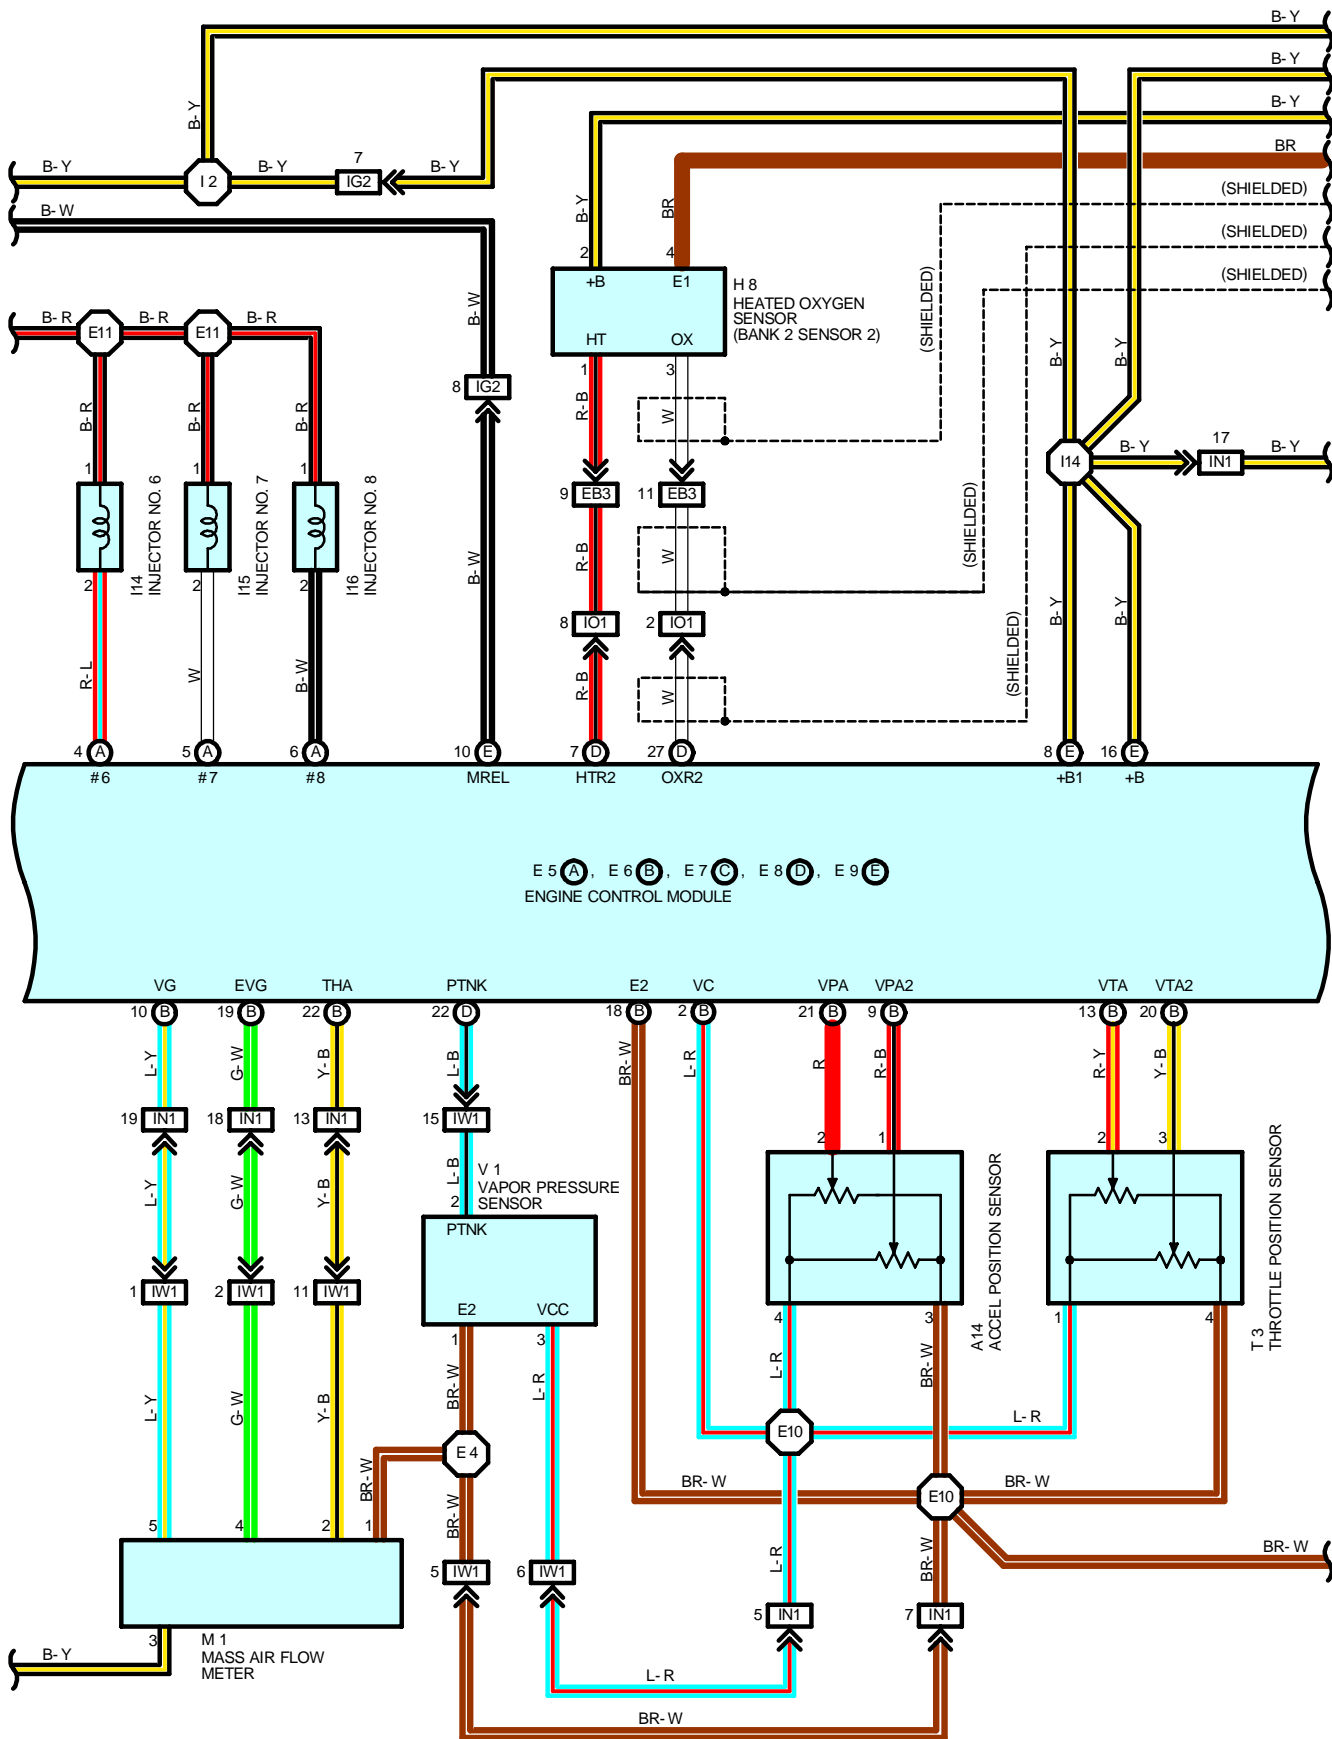 B- Y
B- Y
B- Y
BR
(SHIELDED)
(SHIELDED)
(SHIELDED)
B- Y
B- Y
I 2
B- Y
7
IG2
B- Y
B- W
B- Y
BR
2
4
+B
E1
HT
OX
H 8
HEATED OXYGEN
SENSOR
(BANK 2 SENSOR 2)
1
3
(SHIELDED)
B- R
E11
B- R
E11
B- R
B- W
8
IG2
R- B
W
B- Y
B- Y
B- R
B- R
B- R
1
1
1
I14
INJECTOR NO. 6
I15
INJECTOR NO. 7
I16
INJECTOR NO. 8
2
2
2
9
EB3
11
EB3
I14
B- Y
17
IN1
B- Y
B- W
R- B
W
(SHIELDED)
8
IO1
2
IO1
B- Y
B- Y
R- L
W
B- W
R- B
W
(SHIELDED)
4
A
5
A
6
A
10
E
7
D
27
D
8
E
16
E
#6
#7
#8
MREL
HTR2
OXR2
+B1
+B
E 5 A , E 6 B , E 7 C , E 8 D , E 9 E
ENGINE CONTROL MODULE
VG
EVG
THA
PTNK
E2
VC
VPA
VPA2
VTA
VTA2
10
B
19
B
22
B
22
D
18
B
2
B
21
B
9
B
13
B
20
B
L- Y
G- W
Y- B
L- B
BR- W
L- R
R
R- B
R- Y
Y- B
19
IN1
18
IN1
13
IN1
15
IW1
2
1
2
3
L- Y
G- W
Y- B
L- B
2
V 1
VAPOR PRESSURE
SENSOR
PTNK
E2
VCC
1
3
1
IW1
2
IW1
11
IW1
4
3
A14
ACCEL POSITION SENSOR
1
4
T 3
THROTTLE POSITION SENSOR
L- Y
G- W
Y- B
BR- W
L- R
L- R
BR- W
E 4
BR- W
E10
L- R
BR- W
E10
BR- W
5
4
2
1
BR- W
5
IW1
6
IW1
L- R
BR- W
BR- W
5
IN1
7
IN1
3
B- Y
M 1
MASS AIR FLOW
METER
L- R
BR- W